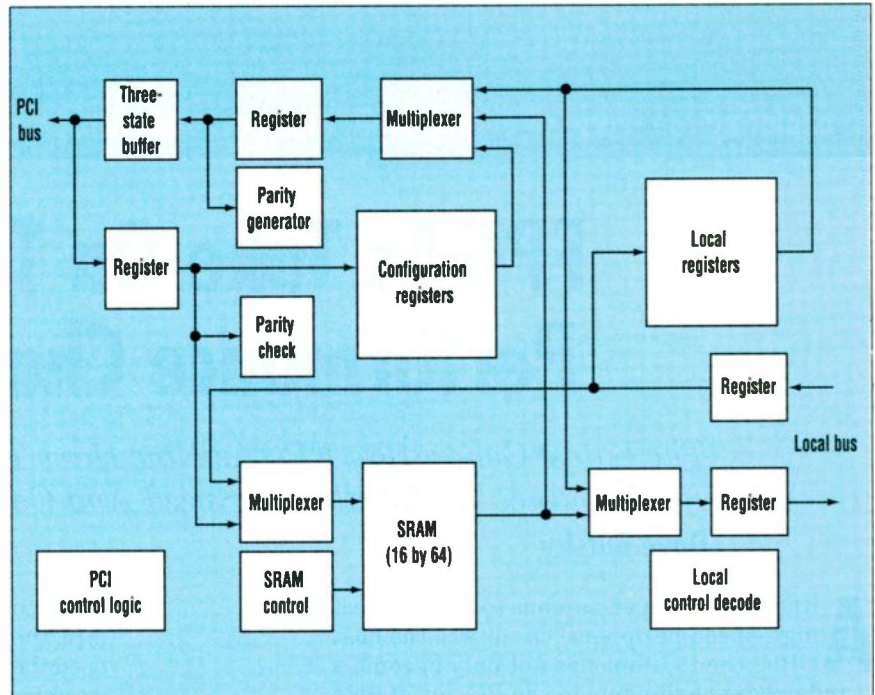 PCI
bus
Three-
state
buffer
Register
Multiplexer
Parity
generator
Register
Configuration
registers
Local
registers
Parity
check
Register
Local bus
Multiplexer
SRAM
(16 by 64)
Multiplexer
Register
PCI
control logic
SRAM
control
Local
control decode